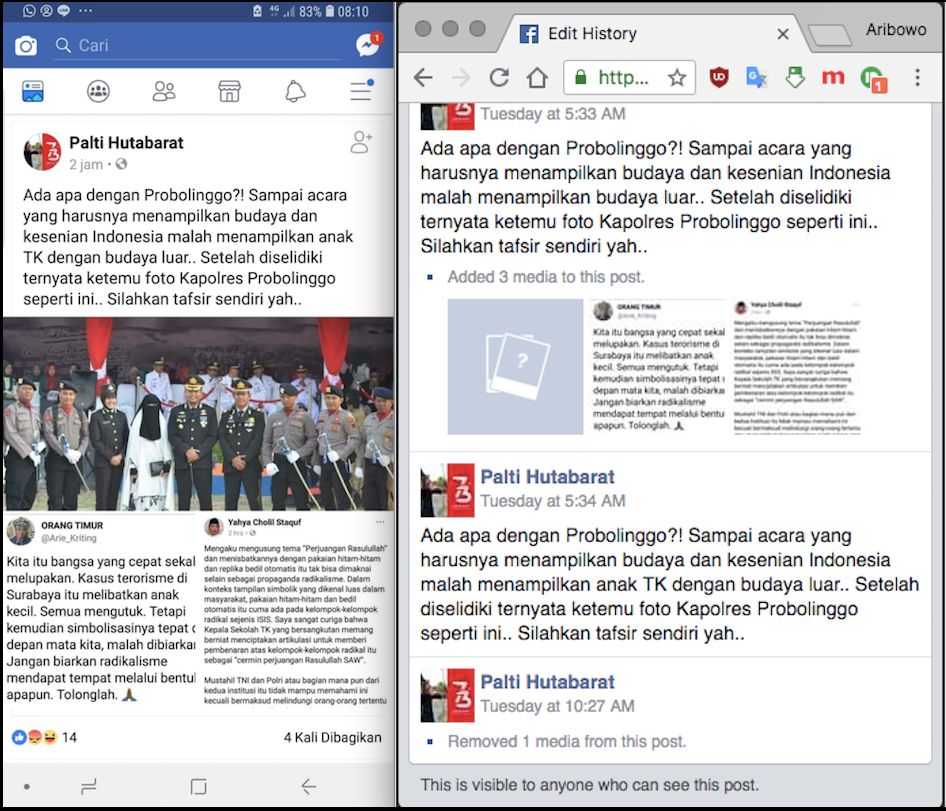 4G
83%
08:10
Cari
1
Palti Hutabarat
2 jam
Ada apa dengan Probolinggo?! Sampai acara
yang harusnya menampilkan budaya dan
kesenian Indonesia malah menampilkan anak
TK dengan budaya luar.. Setelah diselidiki
ternyata ketemu foto Kapolres Probolinggo
seperti ini.. Silahkan tafsir sendiri yah..
ORANG TIMUR
@Arie_Kriting
Kita itu bangsa yang cepat sekal
melupakan. Kasus terorisme di
Surabaya itu melibatkan anak
kecil. Semua mengutuk. Tetapi
kemudian simbolisasinya tepat c
depan mata kita, malah dibiarkar
Jangan biarkan radikalisme
mendapat tempat melalui bentul
apapun. Tolonglah. 🙏🏾
Yahya Cholil Staquf
2 hrs
Mengaku mengusung tema "Perjuangan Rasulullah"
dan menisbatkannya dengan pakaian hitam-hitam
dan replika bedil otomatis itu tak bisa dimaknai
selain sebagai propaganda radikalisme. Dalam
konteks tampilan simbolik yang dikenal luas dalam
masyarakat, pakaian hitam-hitam dan bedil
otomatis itu cuma ada pada kelompok-kelompok
radikal sejenis ISIS. Saya sangat curiga bahwa
Kepala Sekolah TK yang bersangkutan memang
berniat menciptakan artikulasi untuk memberi
pembenaran atas kelompok-kelompok radikal itu
sebagai "cermin perjuangan Rasulullah SAW".
Mustahil TNI dan Polri atau bagian mana pun dari
kedua institusi itu tidak mampu memahami ini
kecuali bermaksud melindungi orang-orang tertentu
14
4 Kali Dibagikan
Edit History
Aribowo
http...
m
1
Tuesday at 5:33 AM
Ada apa dengan Probolinggo?! Sampai acara yang
harusnya menampilkan budaya dan kesenian Indonesia
malah menampilkan budaya luar.. Setelah diselidiki
ternyata ketemu foto Kapolres Probolinggo seperti ini..
Silahkan tafsir sendiri yah..
Added 3 media to this post.
?
ORANG TIMUR
@Arie_Kriting
Kita itu bangsa yang cepat sekal
melupakan. Kasus terorisme di
Surabaya itu melibatkan anak
kecil. Semua mengutuk. Tetapi
kemudian simbolisasinya tepat
depan mata kita, malah dibiarkar
Jangan biarkan radikalisme
mendapat tempat melalui bentu
apapun. Tolonglah. 🙏🏾
Yahya Cholil Staquf
Palti Hutabarat
Tuesday at 5:34 AM
Ada apa dengan Probolinggo?! Sampai acara yang
harusnya menampilkan budaya dan kesenian Indonesia
malah menampilkan anak TK dengan budaya luar.. Setelah
diselidiki ternyata ketemu foto Kapolres Probolinggo
seperti ini.. Silahkan tafsir sendiri yah..
Palti Hutabarat
Tuesday at 10:27 AM
Removed 1 media from this post.
This is visible to anyone who can see this post.